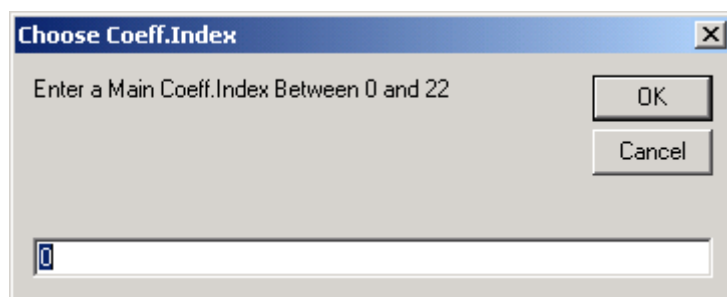 Choose Coeff.Index
Enter a Main Coeff.Index Between 0 and 22
OK
Cancel
0